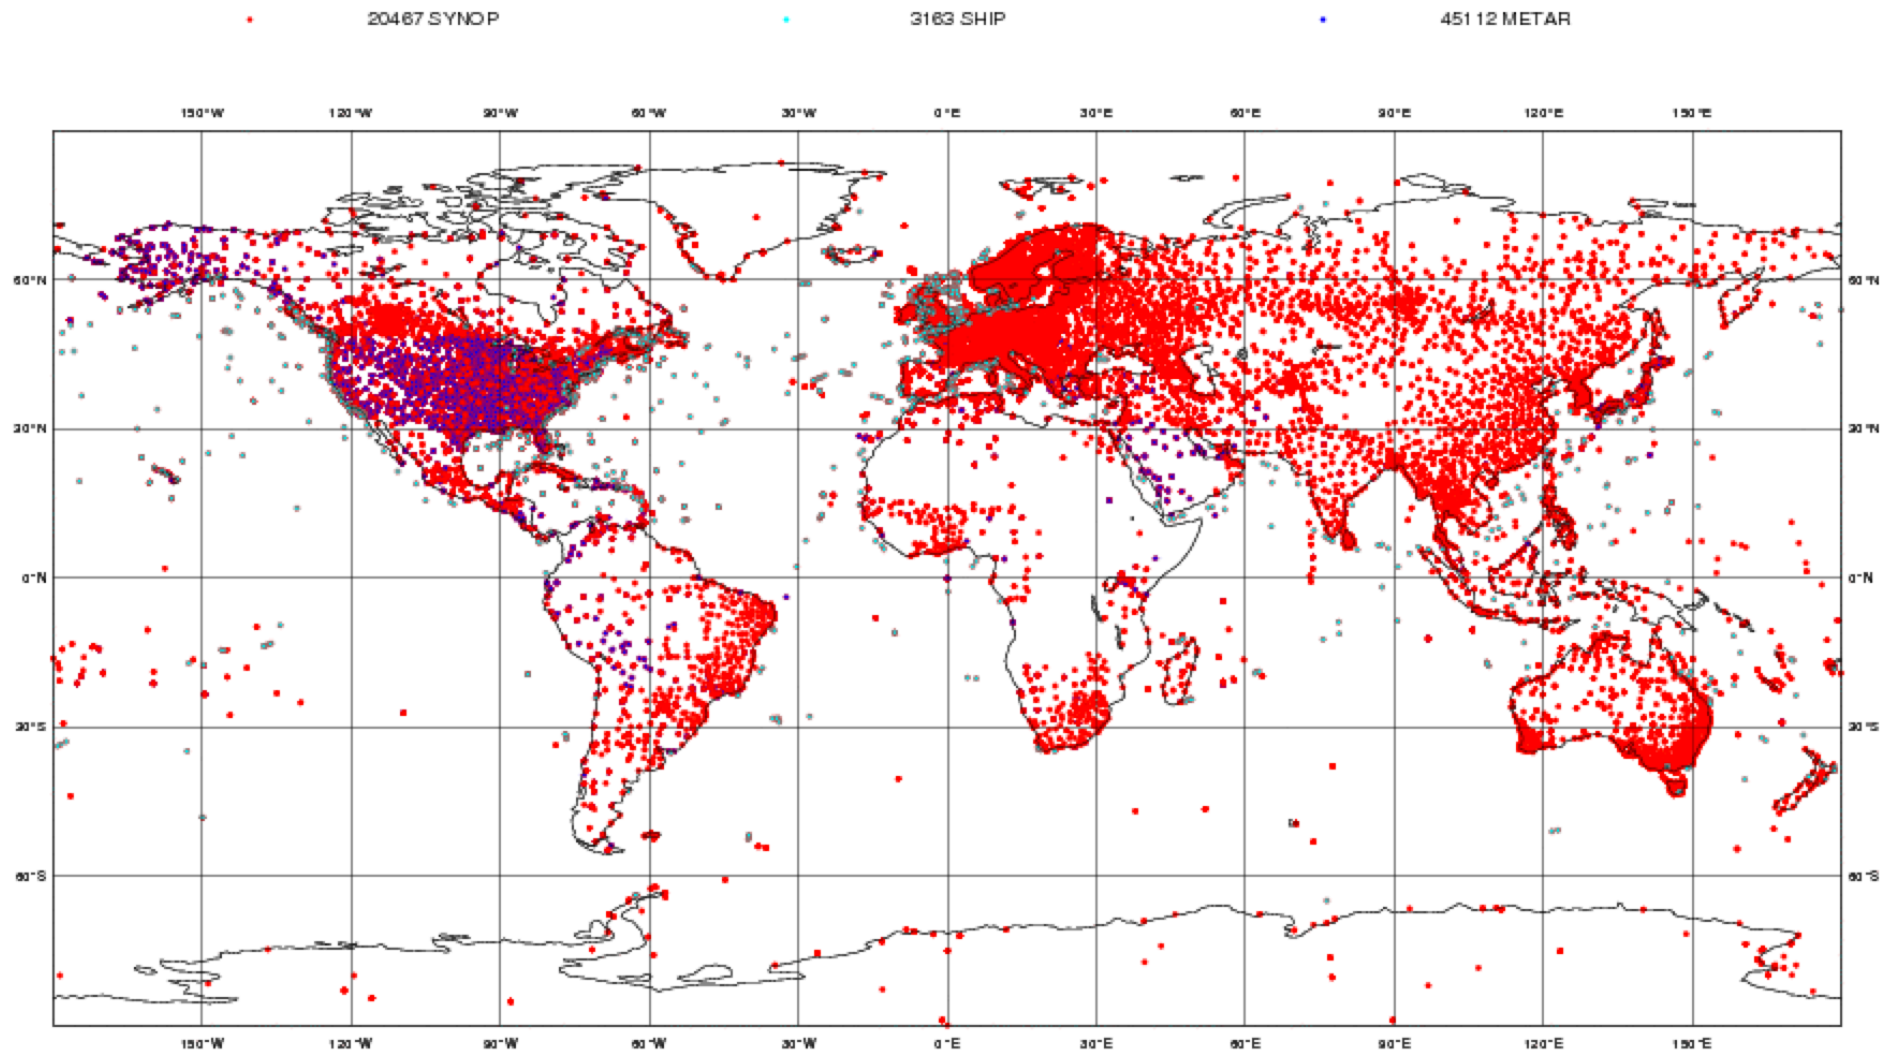 20467 SYNOP 3163 SHIP 45112 METAR
150°W 120°W 90°W 60°W 30°W 0°E 30°E 60°E 90°E 120°E 150°E
60°N 60°N
30°N 30°N
0°N 0°N
30°S 30°S
60°S 60°S
150°W 120°W 90°W 60°W 30°W 0°E 30°E 60°E 90°E 120°E 150°E